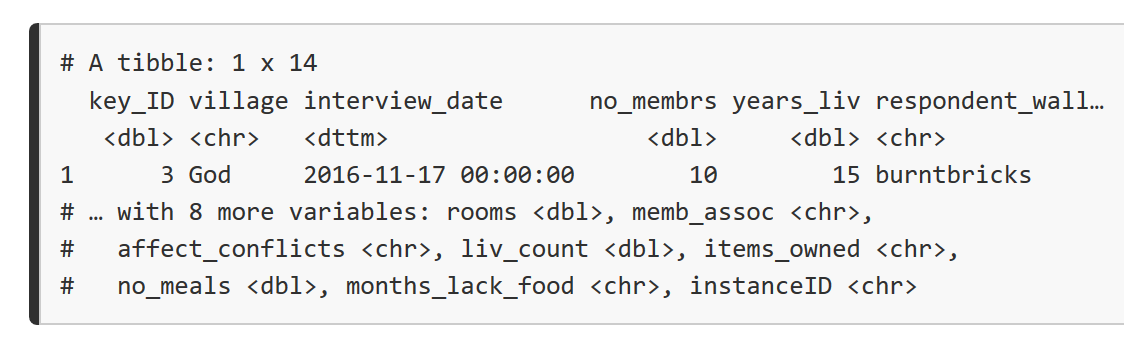 # A tibble: 1 x 14
  key_ID village interview_date      no_membrs years_liv respondent_wall…
   <dbl> <chr>   <dttm>                  <dbl>     <dbl> <chr>
1      3 God     2016-11-17 00:00:00        10        15 burntbricks
# … with 8 more variables: rooms <dbl>, memb_assoc <chr>,
#   affect_conflicts <chr>, liv_count <dbl>, items_owned <chr>,
#   no_meals <dbl>, months_lack_food <chr>, instanceID <chr>